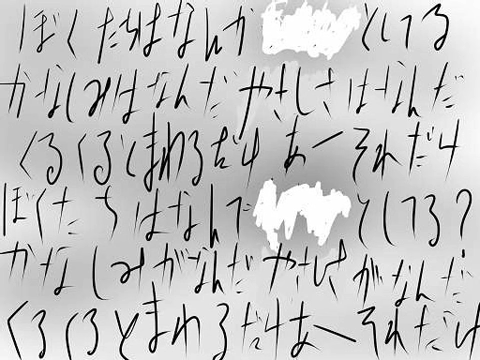 ぼくたちはなんか としてる
かなしみはなんだ やさしさはなんだ
くるくるとまわるだけ あーそれだけ
ぼくたちはなんで としてる?
かなしみがなんだ やさしさがなんだ
くるくるとまわるだけあーそれだけ